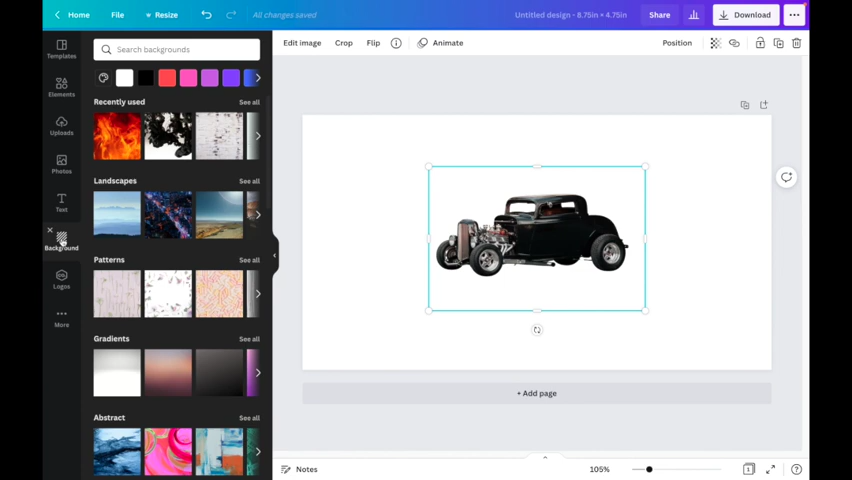 Home File Resize All changes saved Untitled design - 8.75in × 4.75in Share Download
Edit image Crop Flip Animate Position
Templates
Elements
Uploads
Photos
Text
Background
Logos
More
Search backgrounds
Recently used See all
Landscapes See all
Patterns See all
Gradients See all
Abstract See all
+ Add page
Notes 105% 1